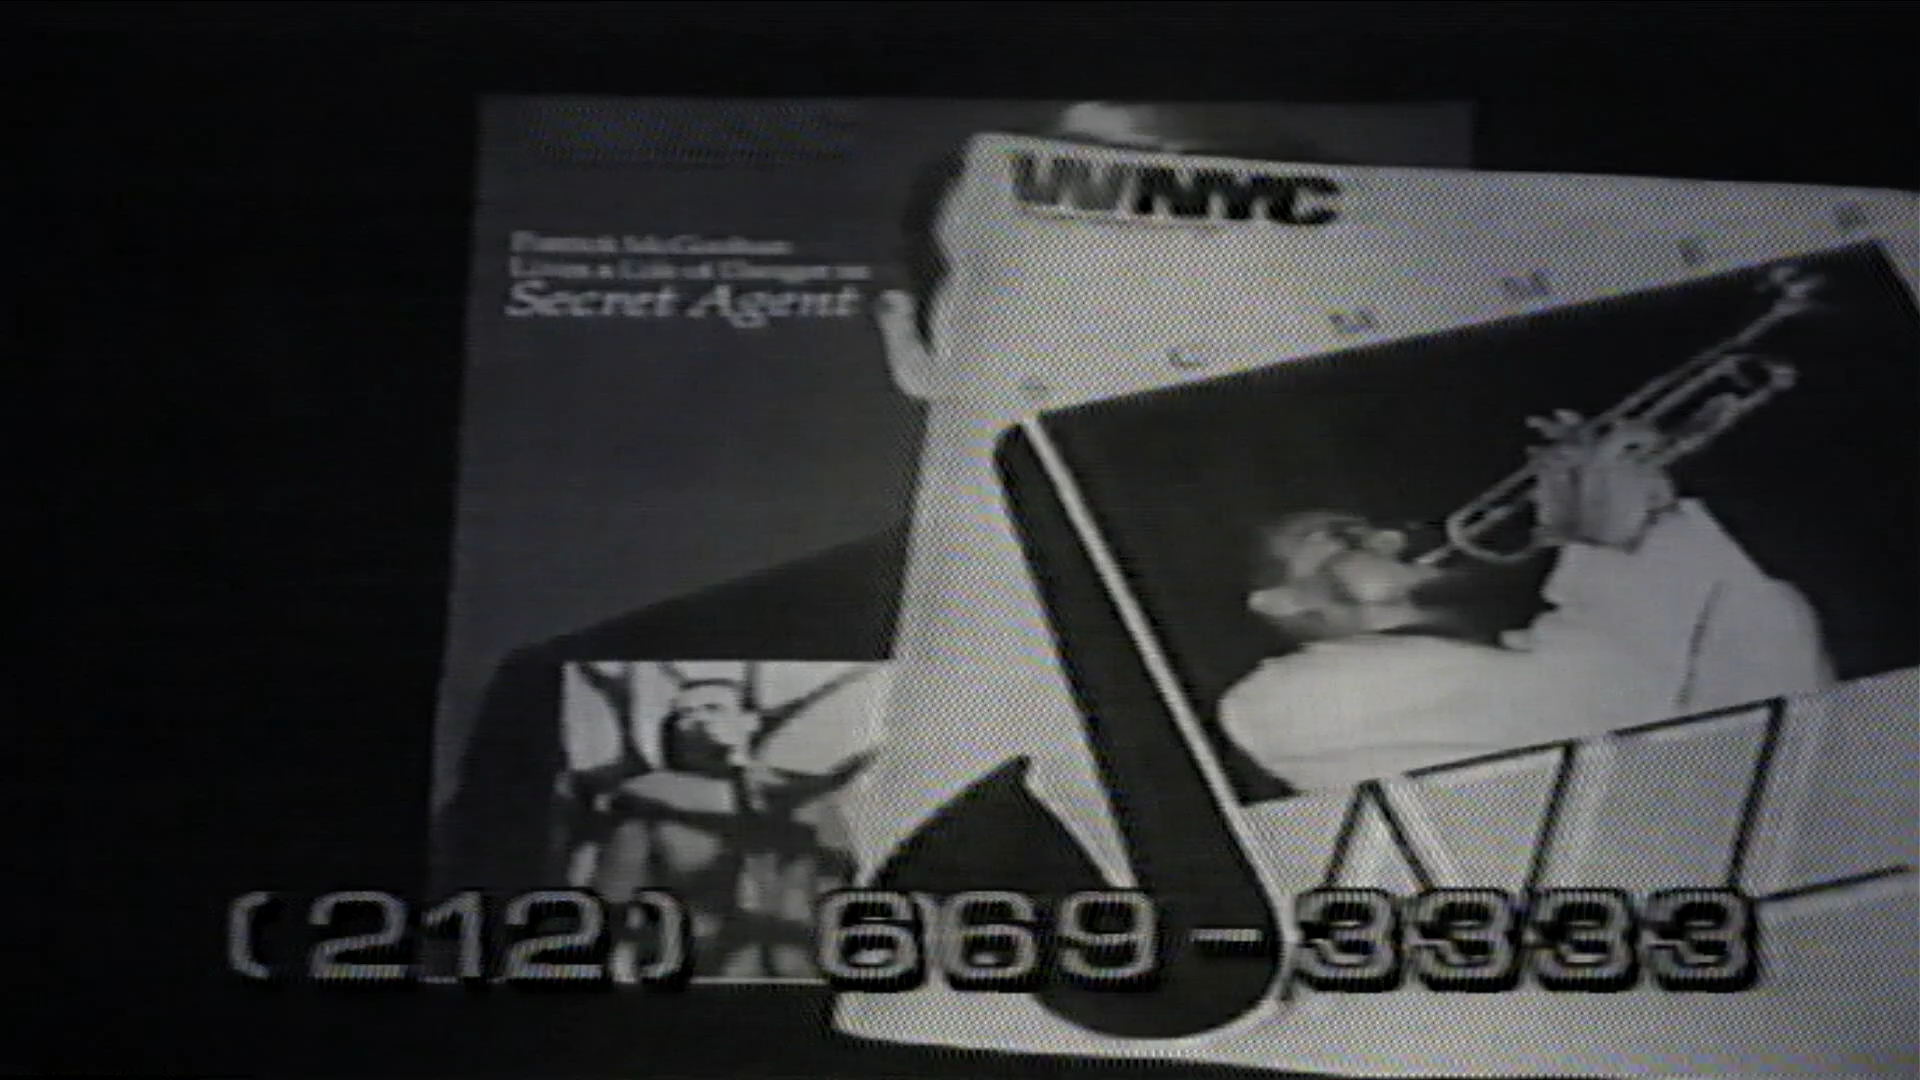 WNYC
Patrick McGoohan
Lives a Life of Danger as
Secret Agent
(212) 669-3333